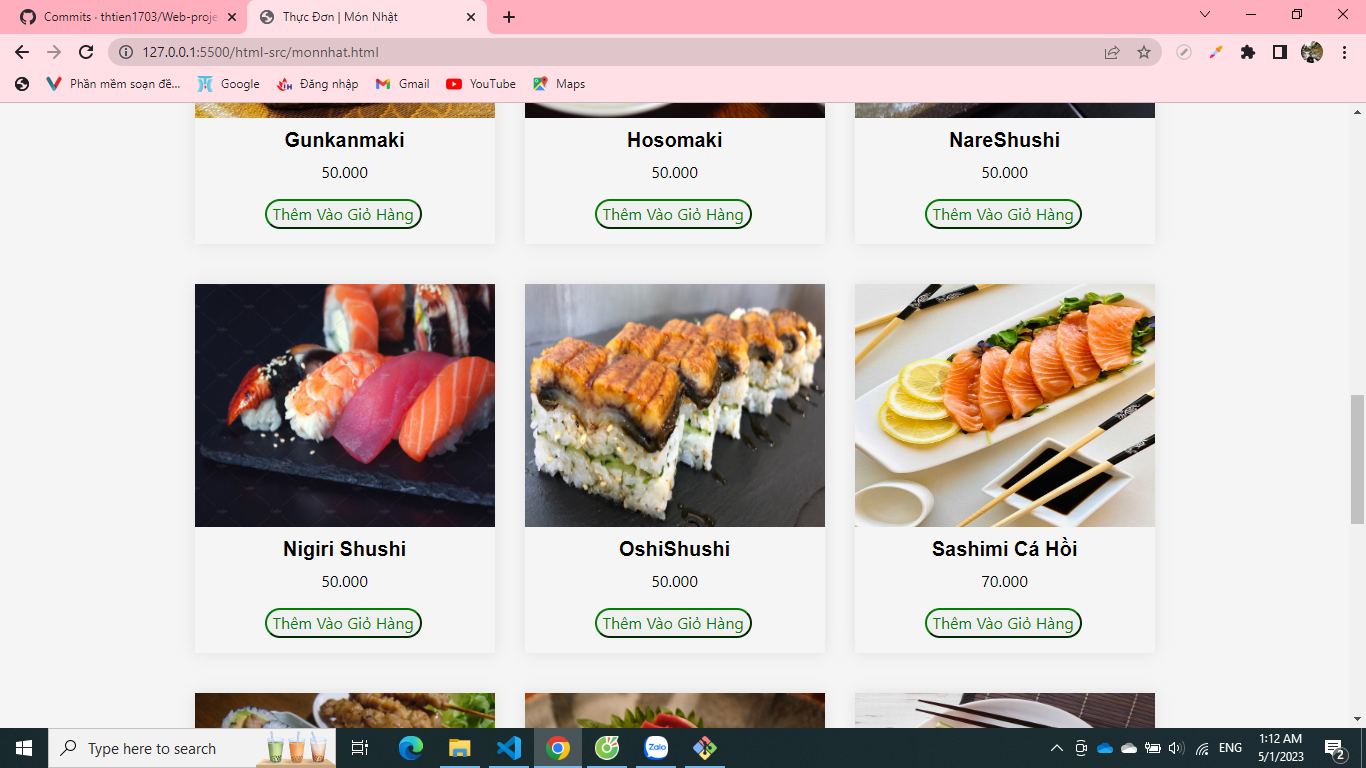 Commits · thtien1703/Web-proje
Thực Đơn | Món Nhật
127.0.0.1:5500/html-src/monnhat.html
Phần mềm soạn đề...
Google
Đăng nhập
Gmail
YouTube
Maps
Gunkanmaki
50.000
Thêm Vào Giỏ Hàng
Hosomaki
50.000
Thêm Vào Giỏ Hàng
NareShushi
50.000
Thêm Vào Giỏ Hàng
Nigiri Shushi
50.000
Thêm Vào Giỏ Hàng
OshiShushi
50.000
Thêm Vào Giỏ Hàng
Sashimi Cá Hồi
70.000
Thêm Vào Giỏ Hàng
Type here to search
Zalo
ENG
1:12 AM
5/1/2023
2